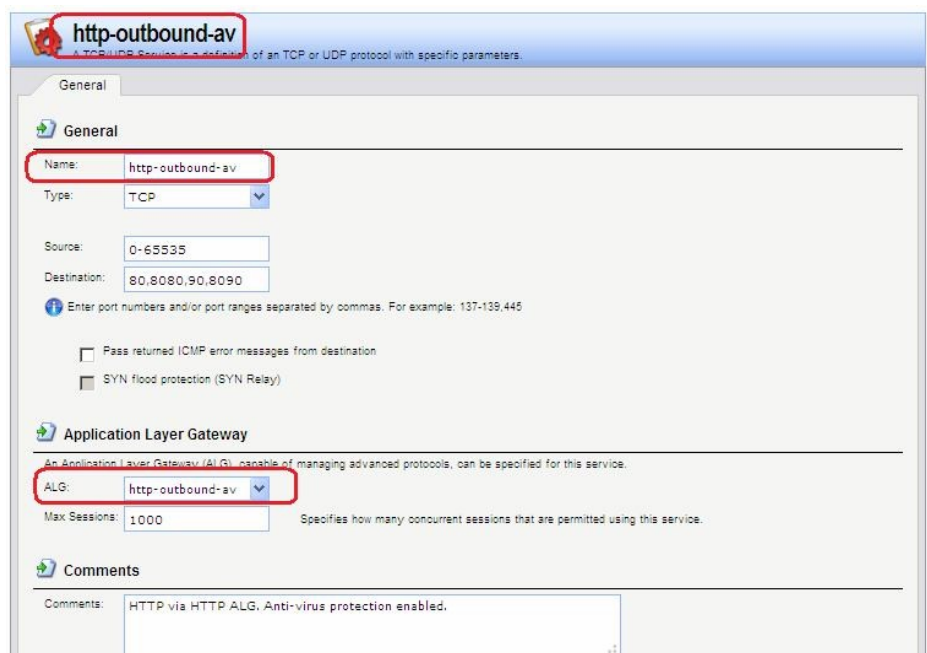 http-outbound-av
A TCP/UDP Service is a definition of an TCP or UDP protocol with specific parameters.
General
General
Name: http-outbound-av
Type: TCP
Source: 0-65535
Destination: 80,8080,90,8090
Enter port numbers and/or port ranges separated by commas. For example: 137-139,445
Pass returned ICMP error messages from destination
SYN flood protection (SYN Relay)
Application Layer Gateway
An Application Layer Gateway (ALG), capable of managing advanced protocols, can be specified for this service.
ALG: http-outbound-av
Max Sessions: 1000 Specifies how many concurrent sessions that are permitted using this service.
Comments
Comments: HTTP via HTTP ALG. Anti-virus protection enabled.